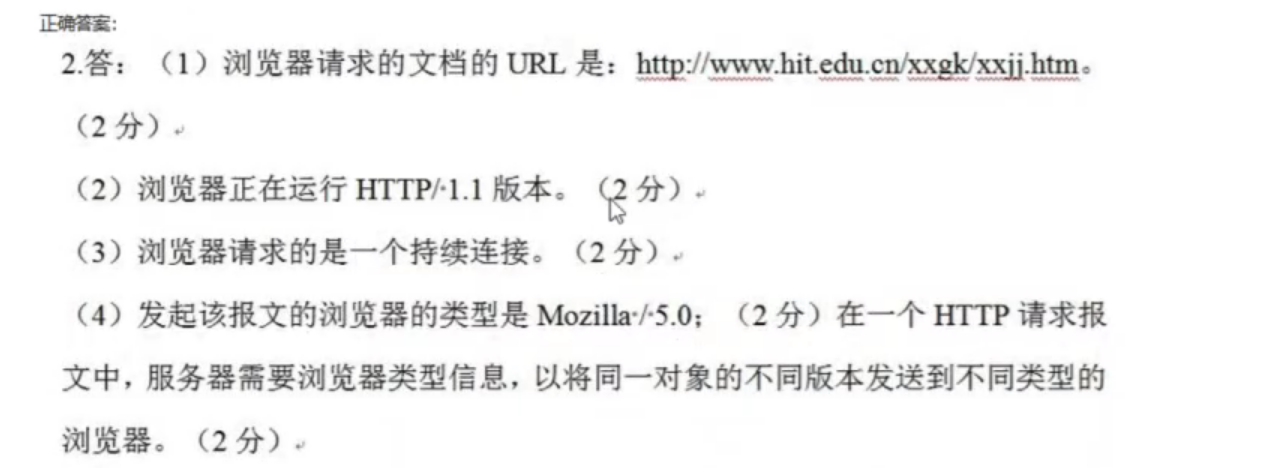 正确答案:
2.答：（1）浏览器请求的文档的 URL 是：http://www.hit.edu.cn/xxgk/xxjj.htm。
（2 分）
（2）浏览器正在运行 HTTP/·1.1 版本。（2 分）
（3）浏览器请求的是一个持续连接。（2 分）
（4）发起该报文的浏览器的类型是 Mozilla·/·5.0；（2 分）在一个 HTTP 请求报
文中，服务器需要浏览器类型信息，以将同一对象的不同版本发送到不同类型的
浏览器。（2 分）